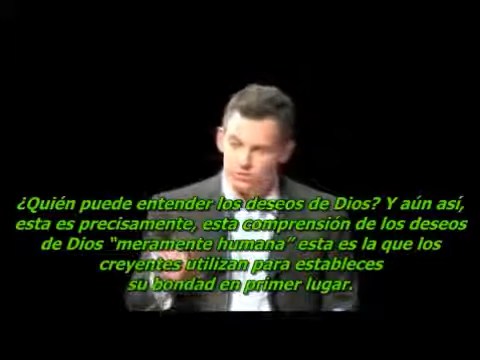 ¿Quién puede entender los deseos de Dios? Y aún así,
esta es precisamente, esta comprensión de los deseos
de Dios “meramente humana” esta es la que los
creyentes utilizan para estableces
su bondad en primer lugar.